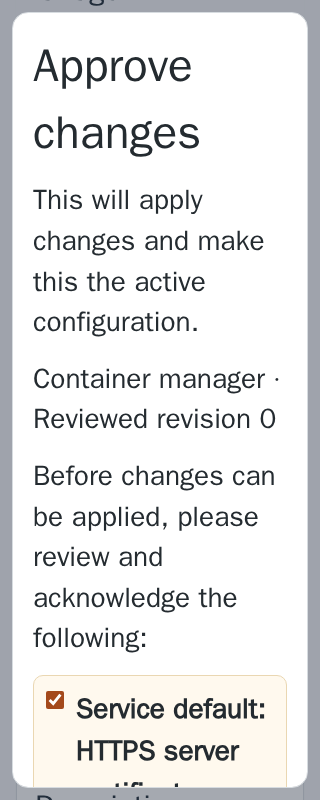 Approve
changes
This will apply
changes and make
this the active
configuration.
Container manager ·
Reviewed revision 0
Before changes can
be applied, please
review and
acknowledge the
following:
Service default:
HTTPS server